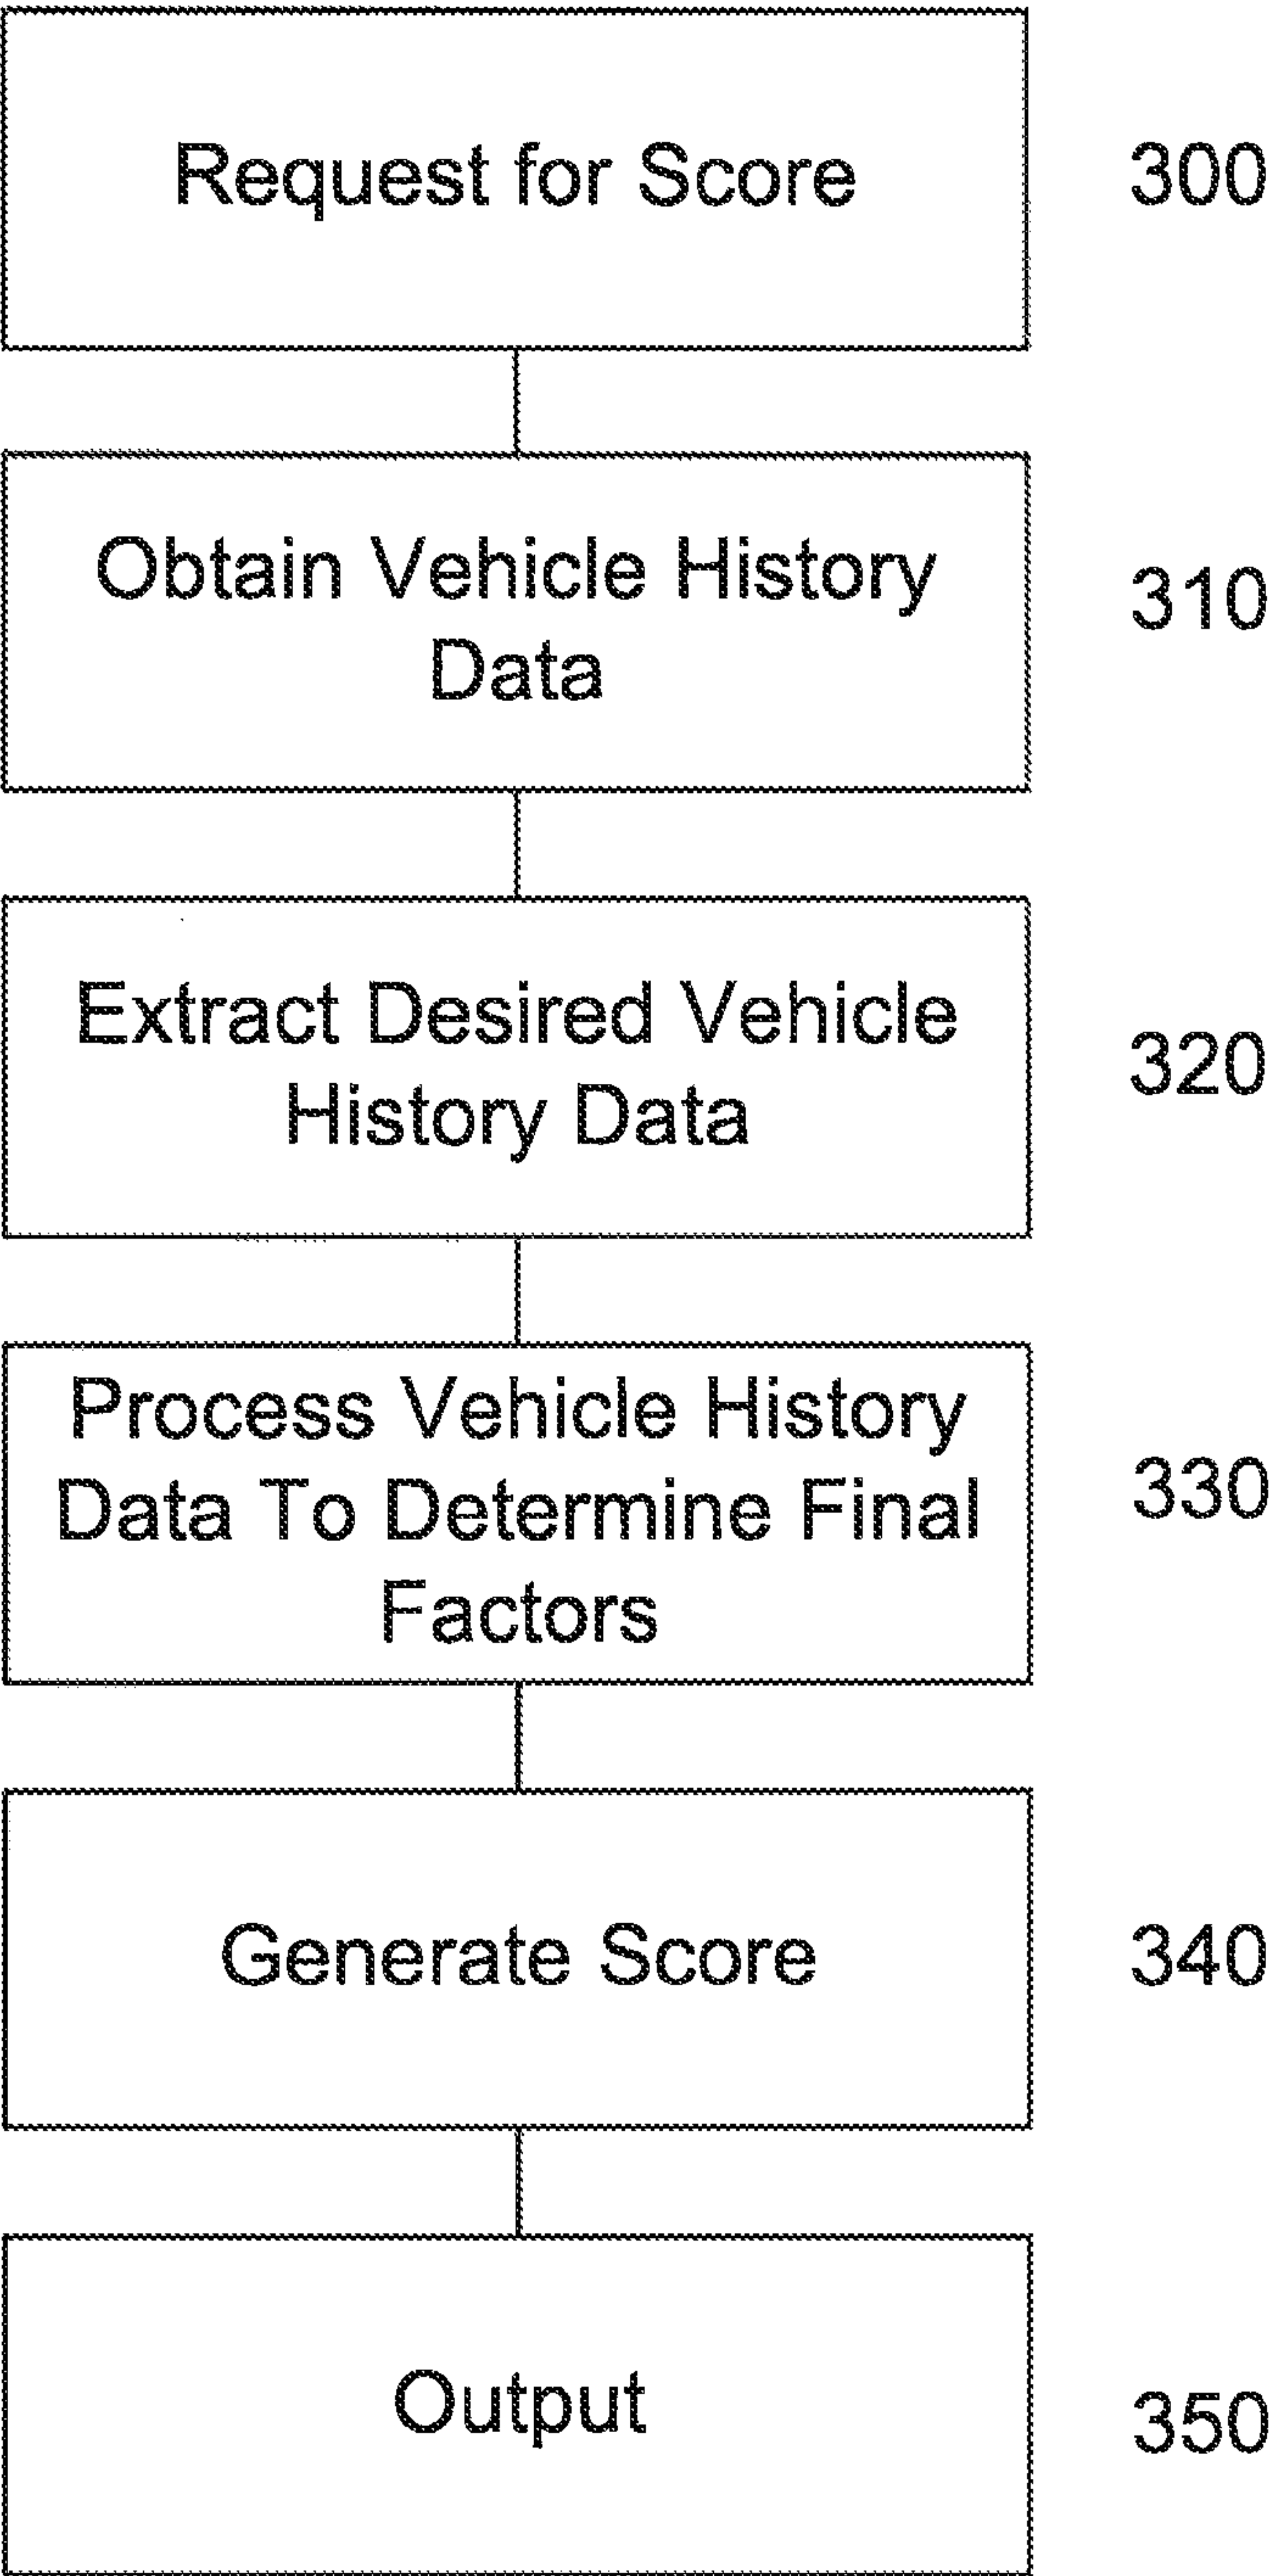 Request for Score
300
Obtain Vehicle History
Data
310
Extract Desired Vehicle
History Data
320
Process Vehicle History
Data To Determine Final
Factors
330
Generate Score
340
Output
350